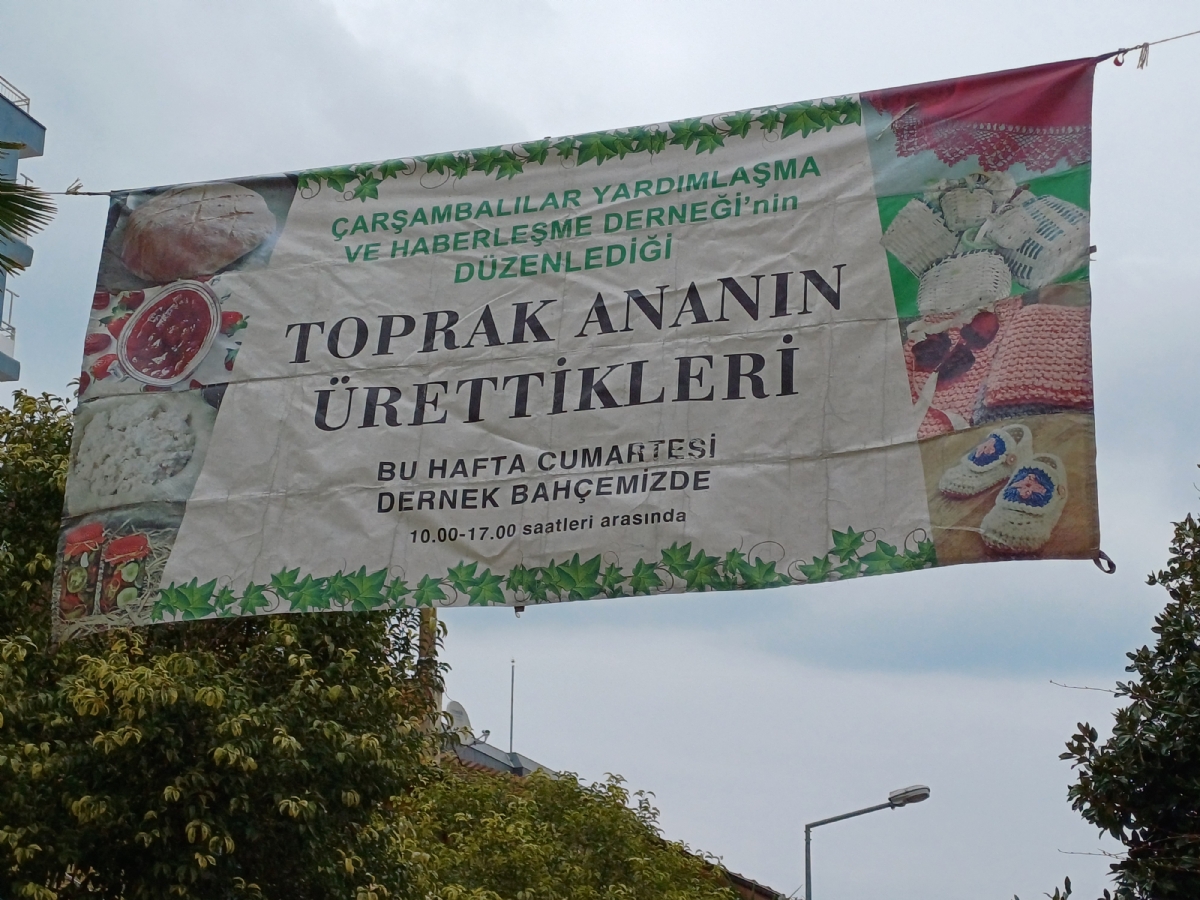 ÇARŞAMBALILAR YARDIMLAŞMA
VE HABERLEŞME DERNEĞİ'nin
DÜZENLEDİĞİ
TOPRAK ANANIN
ÜRETTİKLERİ
BU HAFTA CUMARTESİ
DERNEK BAHÇEMİZDE
10.00-17.00 saatleri arasında